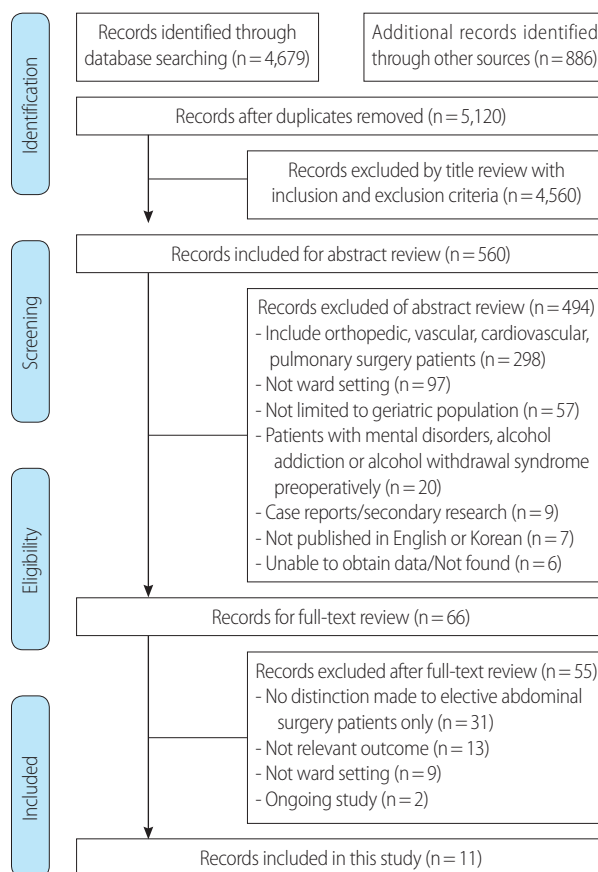 Identification
Records identified through
database searching (n=4,679)
Additional records identified
through other sources (n=886)
Records after duplicates removed (n=5,120)
Records excluded by title review with
inclusion and exclusion criteria (n=4,560)
Screening
Records included for abstract review (n=560)
Records excluded of abstract review (n=494)
- Include orthopedic, vascular, cardiovascular,
pulmonary surgery patients (n=298)
- Not ward setting (n=97)
- Not limited to geriatric population (n=57)
- Patients with mental disorders, alcohol
addiction or alcohol withdrawal syndrome
preoperatively (n=20)
- Case reports/secondary research (n=9)
- Not published in English or Korean (n=7)
- Unable to obtain data/Not found (n=6)
Eligibility
Records for full-text review (n=66)
Records excluded after full-text review (n=55)
- No distinction made to elective abdominal
surgery patients only (n=31)
- Not relevant outcome (n=13)
- Not ward setting (n=9)
- Ongoing study (n=2)
Included
Records included in this study (n=11)